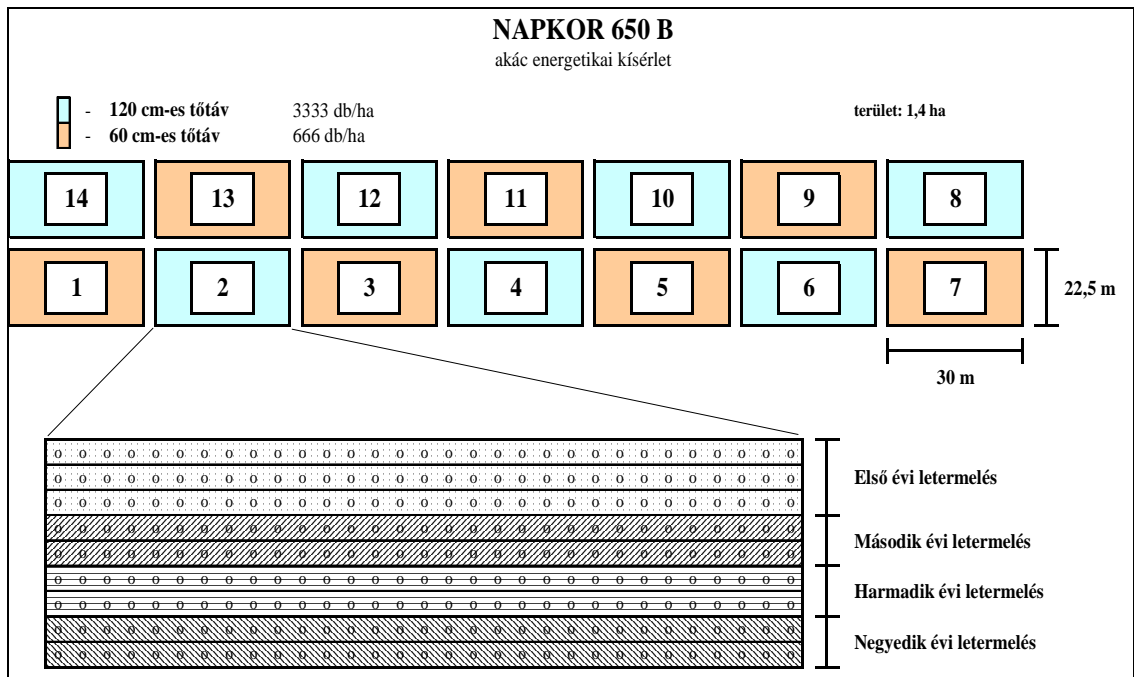 NAPKOR 650 B
akác energetikai kísérlet
- 120 cm-es tőtáv 3333 db/ha terület: 1,4 ha
- 60 cm-es tőtáv 666 db/ha
14 13 12 11 10 9 8
1 2 3 4 5 6 7
22,5 m
30 m
o o o o o o o o o o o o o o o o o o o o o o o o o o o o o o o
o o o o o o o o o o o o o o o o o o o o o o o o o o o o o o o
Első évi letermelés
o o o o o o o o o o o o o o o o o o o o o o o o o o o o o o o
o o o o o o o o o o o o o o o o o o o o o o o o o o o o o o o
Második évi letermelés
o o o o o o o o o o o o o o o o o o o o o o o o o o o o o o o
o o o o o o o o o o o o o o o o o o o o o o o o o o o o o o o
Harmadik évi letermelés
o o o o o o o o o o o o o o o o o o o o o o o o o o o o o o o
o o o o o o o o o o o o o o o o o o o o o o o o o o o o o o o
Negyedik évi letermelés
o o o o o o o o o o o o o o o o o o o o o o o o o o o o o o o